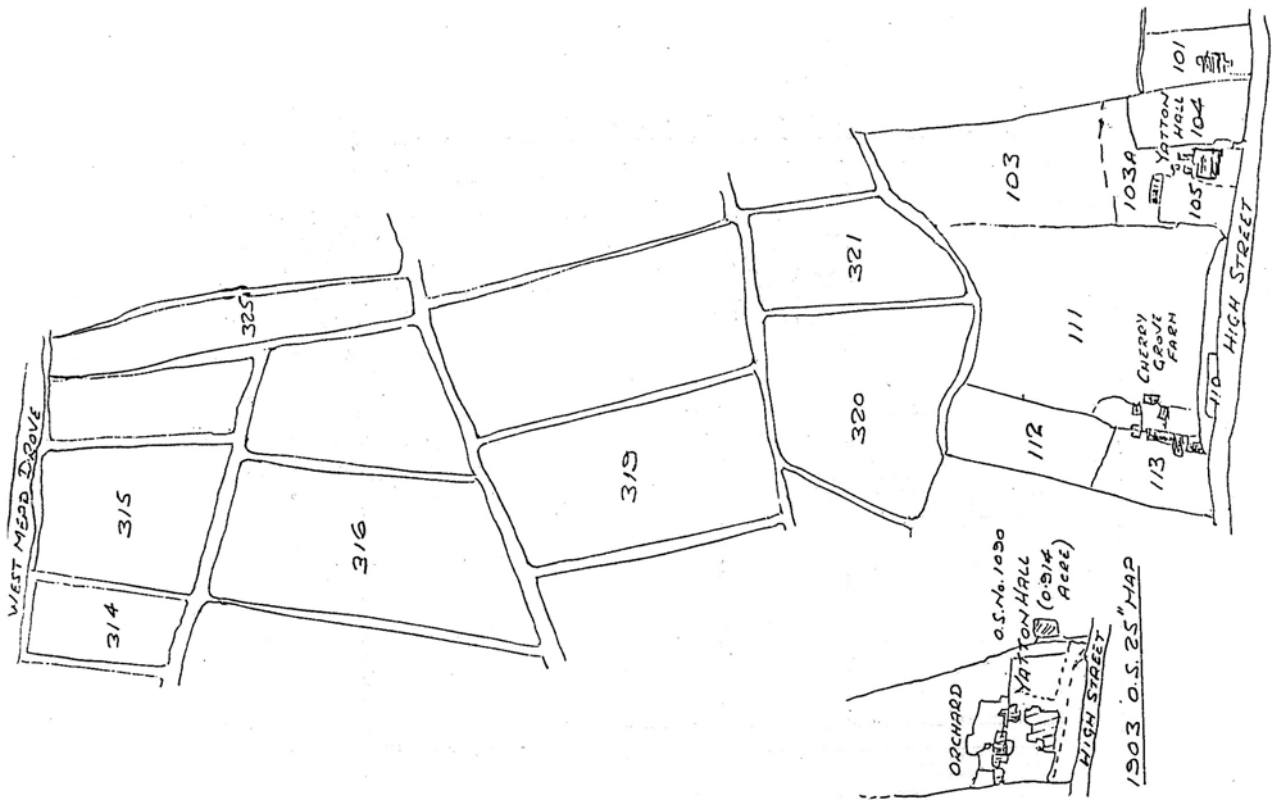 WEST MEAD DROVE
314
315
325
316
319
320
321
103
103A
YATTON
HALL
104
101
105
111
CHERRY
GROVE
FARM
112
113
110
HIGH STREET
ORCHARD
O.S.No.1090
YATTON HALL
(0.914
ACRE)
HIGH STREET
1903 O.S. 25" MAP